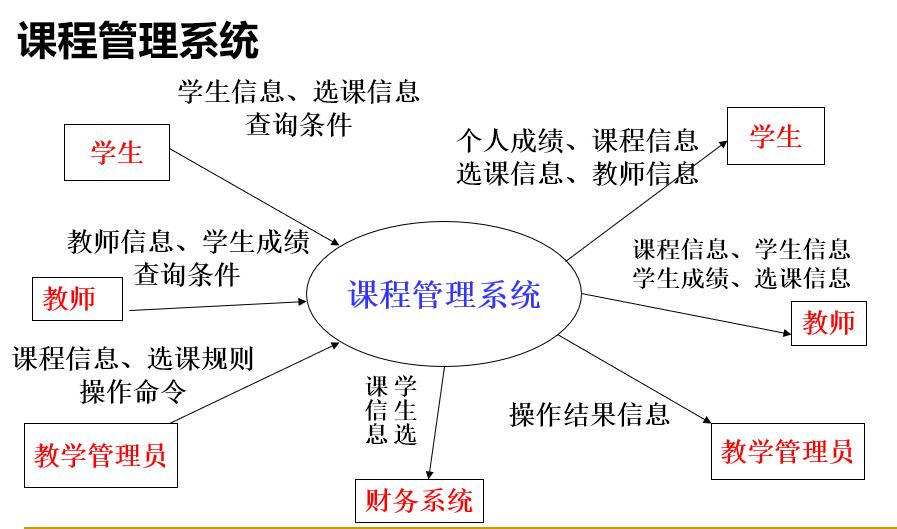 课程管理系统
学生信息、选课信息
查询条件
学生
个人成绩、课程信息
选课信息、教师信息
学生
教师信息、学生成绩
查询条件
教师
课程管理系统
课程信息、学生信息
学生成绩、选课信息
教师
课程信息、选课规则
操作命令
教学管理员
学生选
课信息
财务系统
操作结果信息
教学管理员